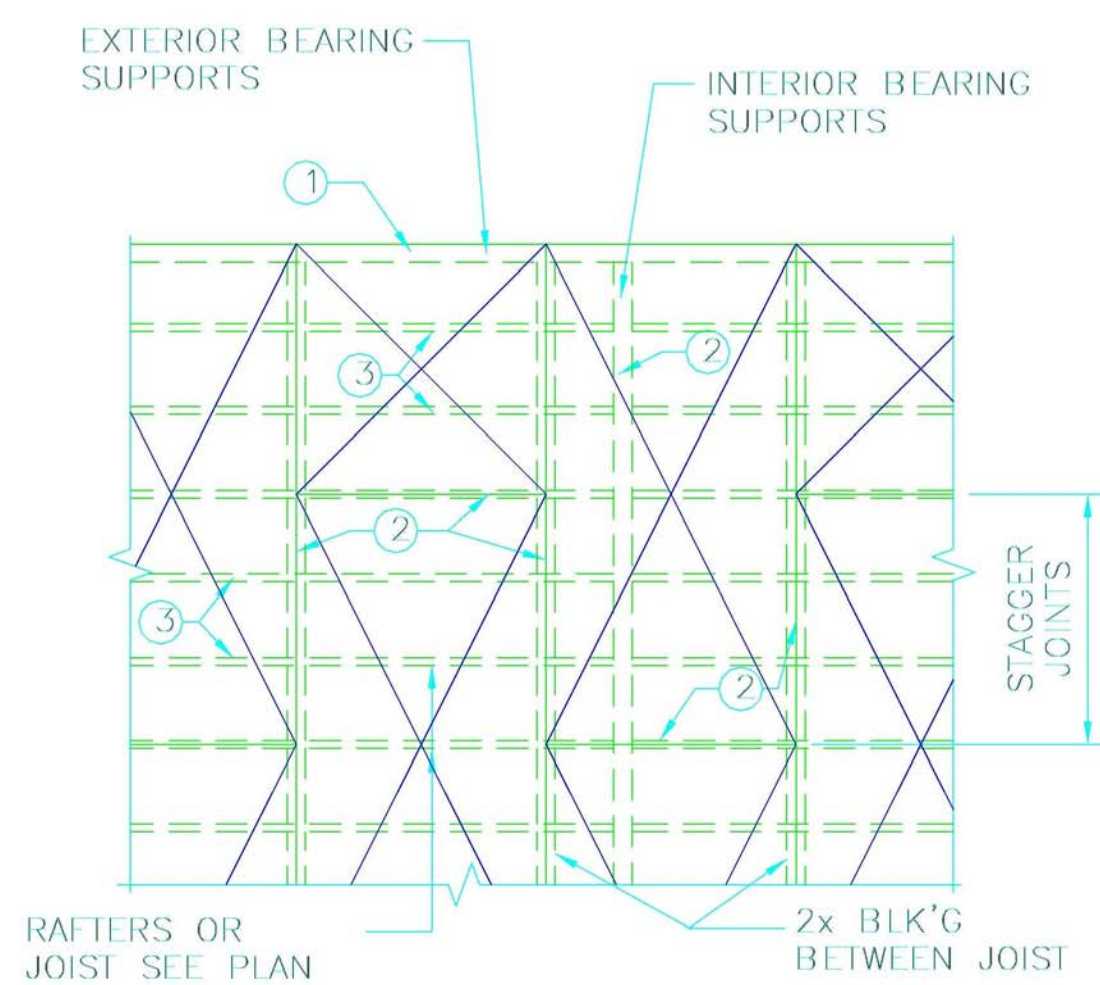 EXTERIOR BEARING
SUPPORTS
INTERIOR BEARING
SUPPORTS
1
2
3
2
3
2
STAGGER
JOINTS
RAFTERS OR
JOIST SEE PLAN
2x BLK'G
BETWEEN JOIST